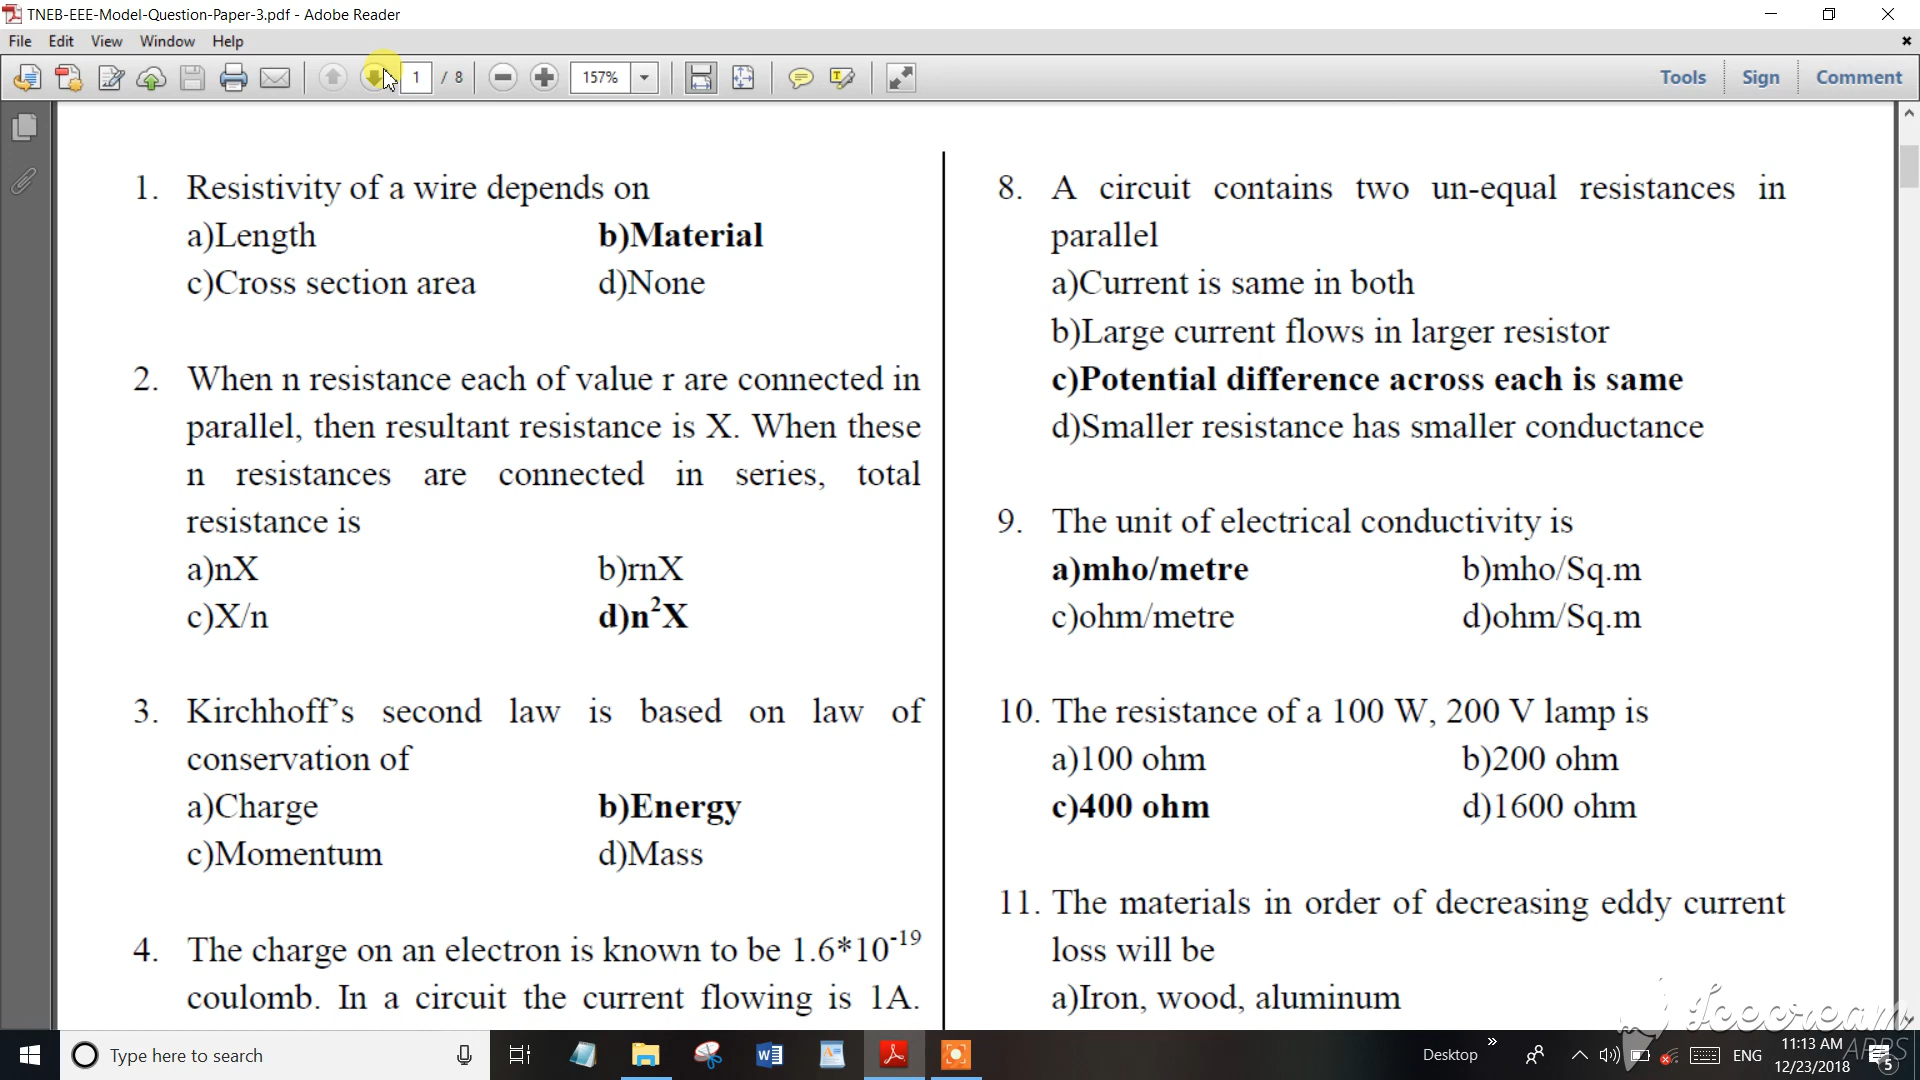 TNEB-EEE-Model-Question-Paper-3.pdf - Adobe Reader
File Edit View Window Help
1 / 8 157% Tools Sign Comment
1. Resistivity of a wire depends on
a)Length b)Material
c)Cross section area d)None
2. When n resistance each of value r are connected in
parallel, then resultant resistance is X. When these
n resistances are connected in series, total
resistance is
a)nX b)rnX
c)X/n d)n²X
3. Kirchhoff's second law is based on law of
conservation of
a)Charge b)Energy
c)Momentum d)Mass
4. The charge on an electron is known to be 1.6*10⁻¹⁹
coulomb. In a circuit the current flowing is 1A.
8. A circuit contains two un-equal resistances in
parallel
a)Current is same in both
b)Large current flows in larger resistor
c)Potential difference across each is same
d)Smaller resistance has smaller conductance
9. The unit of electrical conductivity is
a)mho/metre b)mho/Sq.m
c)ohm/metre d)ohm/Sq.m
10. The resistance of a 100 W, 200 V lamp is
a)100 ohm b)200 ohm
c)400 ohm d)1600 ohm
11. The materials in order of decreasing eddy current
loss will be
a)Iron, wood, aluminum
Icecream
APPS
Type here to search
Desktop » ENG
11:13 AM
12/23/2018
5